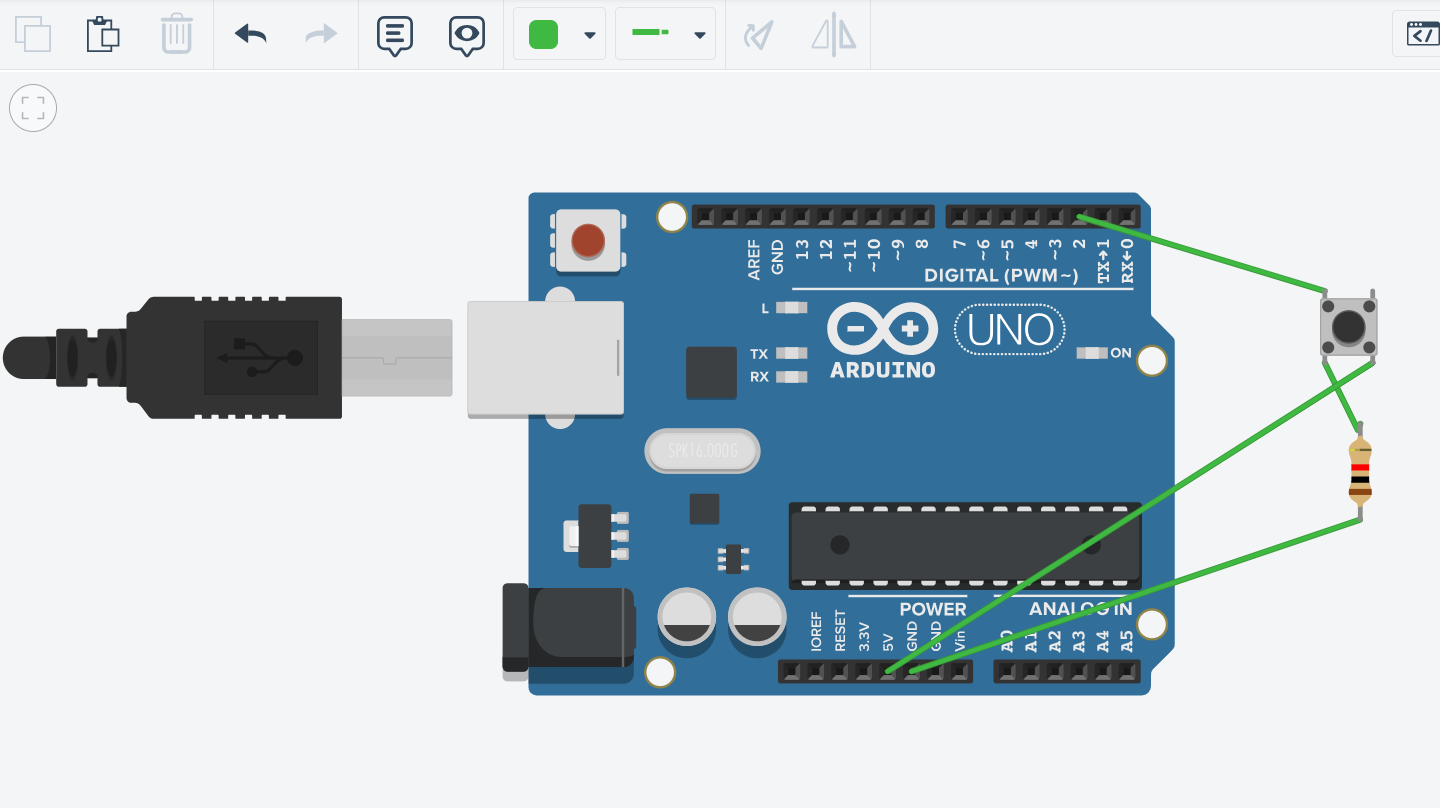 AREF
GND
13
12
~11
~10
~9
8
7
~6
~5
4
~3
2
TX→1
RX←0
DIGITAL (PWM~)
L
TX
RX
UNO
ARDUINO
ON
SPK16.000G
POWER
ANALOG IN
IOREF
RESET
3.3V
5V
GND
GND
Vin
A0
A1
A2
A3
A4
A5